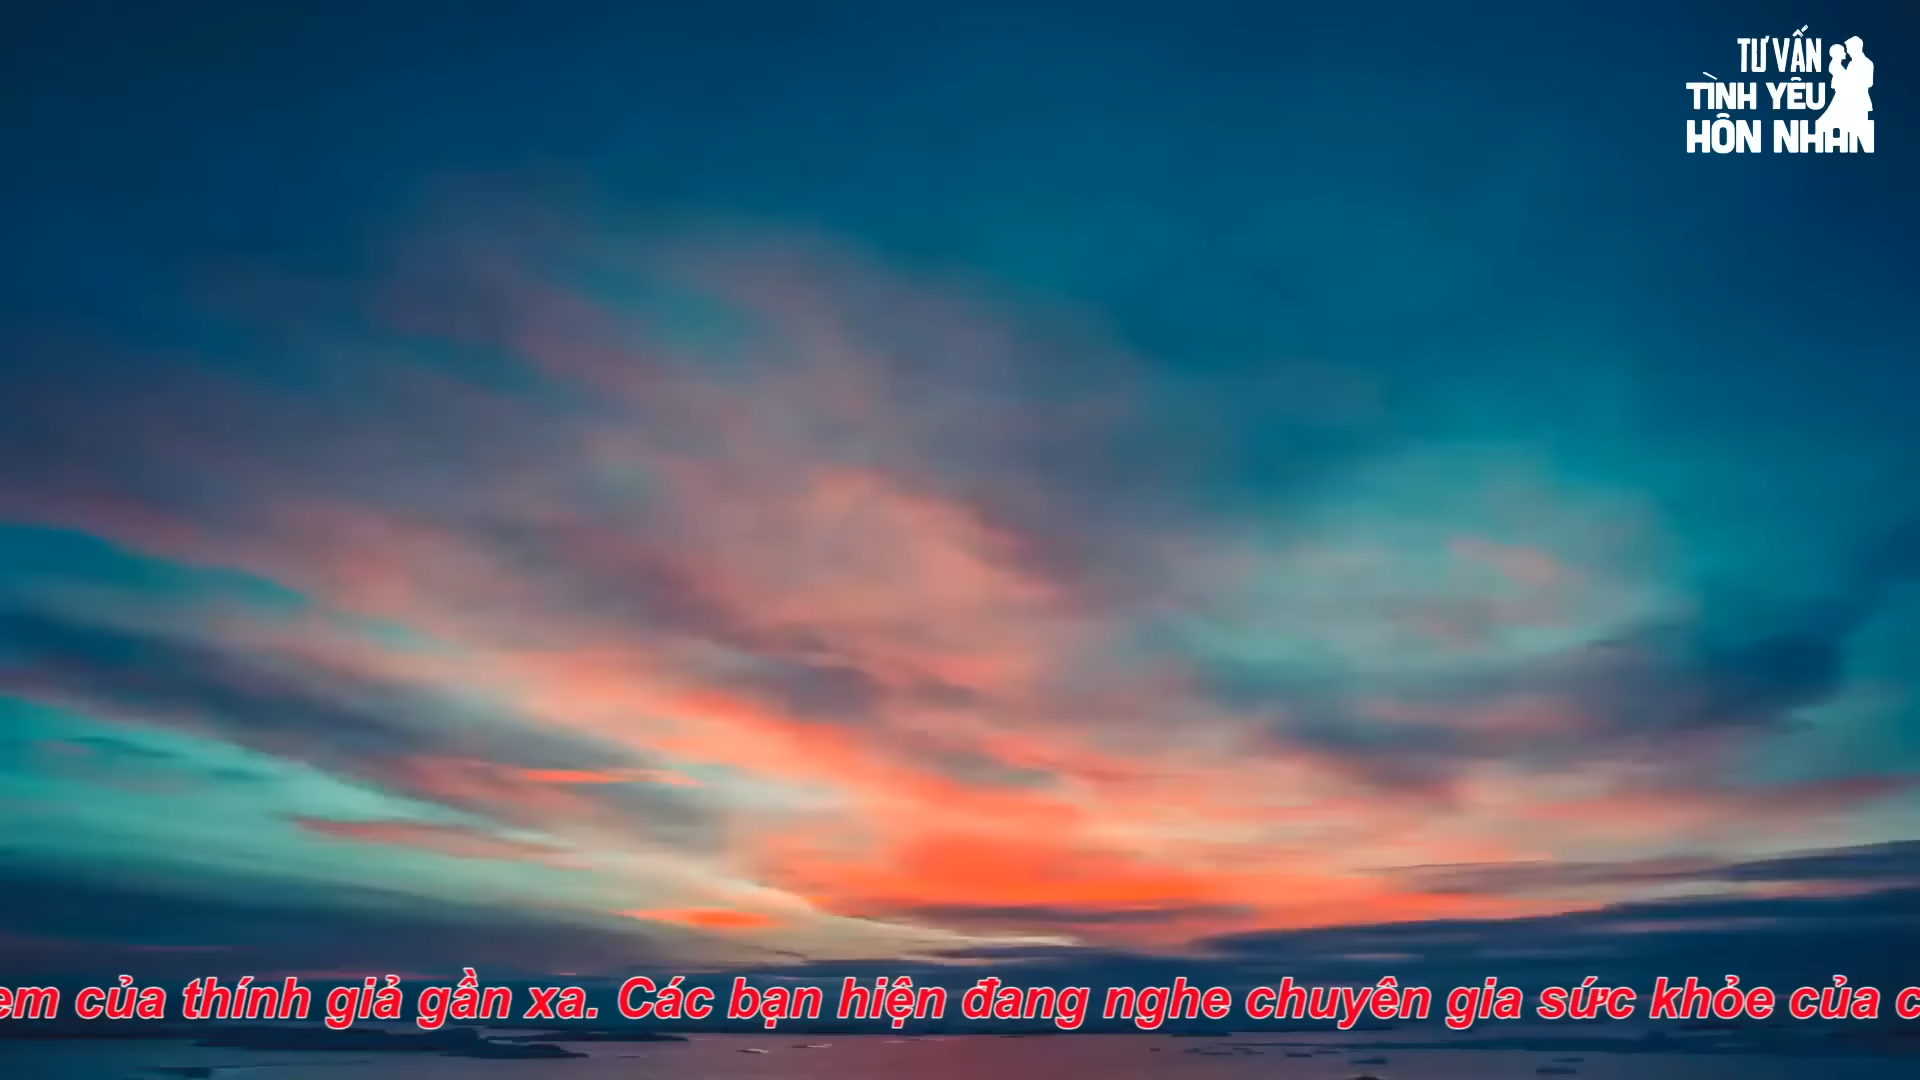 TƯ VẤN
TÌNH YÊU
HÔN NHÂN
em của thính giả gần xa. Các bạn hiện đang nghe chuyên gia sức khỏe của c